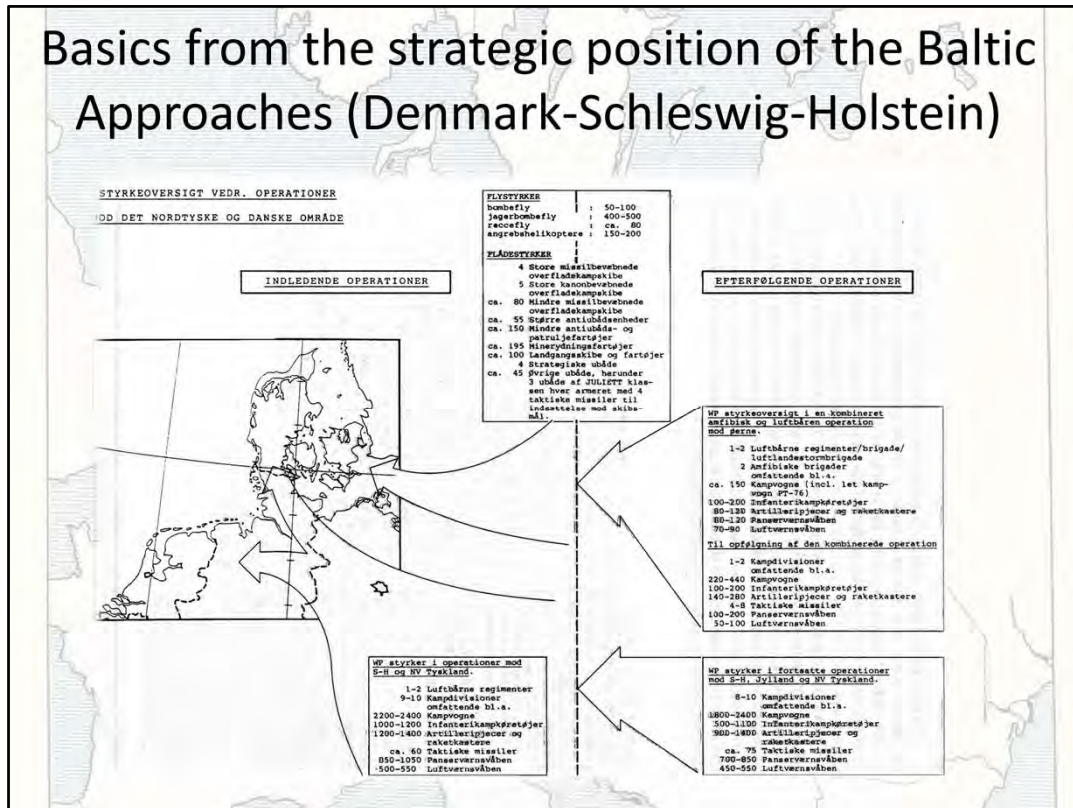 Basics from the strategic position of the Baltic
Approaches (Denmark-Schleswig-Holstein)
STYRKEOVERSIGT VEDR. OPERATIONER
DET NORDTYSKE OG DANSKE OMRÅDE
INDLEDENDE OPERATIONER
FLYSTYRKER
bombefly : 50-100
jagerbombefly : 400-500
reccefly : ca. 80
angrebshelikoptere : 150-200
FLÅDESTYRKER
4 Store missilbevæbnede
overfladekampskibe
5 Store kanonbevæbnede
overfladekampskibe
ca. 80 Mindre missilbevæbnede
overfladekampskibe
ca. 55 Større antiubådsenheder
ca. 150 Mindre antiubåds- og
patruljefartøjer
ca. 195 Minerydningsfartøjer
ca. 100 Landgangsskibe og fartøjer
4 Strategiske ubåde
ca. 45 Øvrige ubåde, herunder
3 ubåde af JULIETT klas-
sen hver armeret med 4
taktiske missiler til
indsættelse mod skibs-
mål.
EFTERFØLGENDE OPERATIONER
WP styrkeoversigt i en kombineret
amfibisk og luftbåren operation
mod øerne.
1-2 Luftbårne regimenter/brigade/
luftlandestormbrigade
2 Amfibiske brigader
omfattende bl.a.
ca. 150 Kampvogne (incl. let kamp-
vogn PT-76)
100-200 Infanterikampkøretøjer
80-120 Artilleripjecer og raketkastere
80-120 Panserværnsvåben
70-90 Luftværnsvåben
Til opfølgning af den kombinerede operation
1-2 Kampdivisioner
omfattende bl.a.
220-440 Kampvogne
100-200 Infanterikampkøretøjer
140-280 Artilleripjecer og raketkastere
4-8 Taktiske missiler
100-200 Panserværnsvåben
50-100 Luftværnsvåben
WP styrker i operationer mod
S-H og NV Tyskland.
1-2 Luftbårne regimenter
9-10 Kampdivisioner
omfattende bl.a.
2200-2400 Kampvogne
1000-1200 Infanterikampkøretøjer
1200-1400 Artilleripjecer og
raketkastere
ca. 60 Taktiske missiler
850-1050 Panserværnsvåben
500-550 Luftværnsvåben
WP styrker i fortsatte operationer
mod S-H, Jylland og NV Tyskland.
8-10 Kampdivisioner
omfattende bl.a.
1800-2400 Kampvogne
500-1100 Infanterikampkøretøjer
900-1400 Artilleripjecer og
raketkastere
ca. 75 Taktiske missiler
700-850 Panserværnsvåben
450-550 Luftværnsvåben